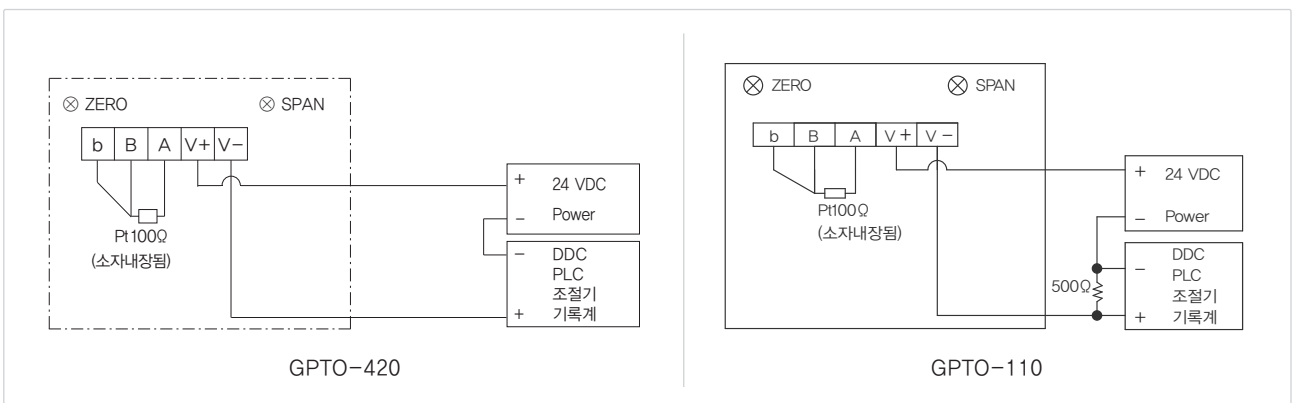 ⊗ ZERO ⊗ SPAN
b B A V+ V−
+ 24 VDC
− Power
− DDC
PLC
조절기
+ 기록계
Pt100Ω
(소자내장됨)
GPTO-420
⊗ ZERO ⊗ SPAN
b B A V+ V−
+ 24 VDC
− Power
− DDC
PLC
조절기
+ 기록계
500Ω
Pt100Ω
(소자내장됨)
GPTO-110